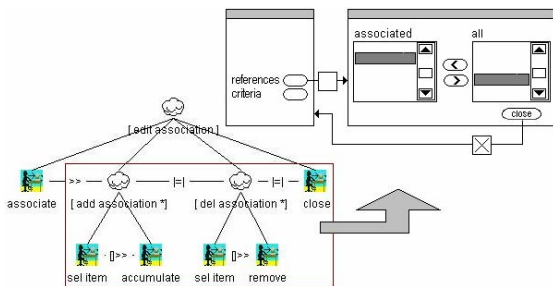 associated
all
references
criteria
close
[ edit association ]
associate
>>
|=|
|=|
close
[ add association *]
[ del association *]
[]>>
[]>>
sel item
accumulate
sel item
remove